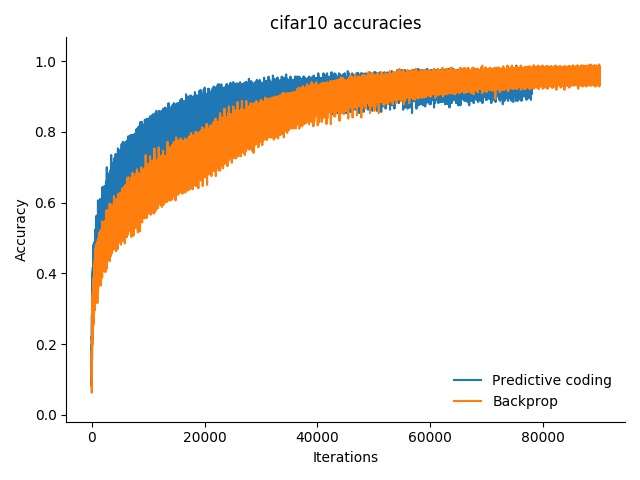 cifar10 accuracies
1.0
0.8
0.6
0.4
0.2
0.0
Accuracy
0 20000 40000 60000 80000
Iterations
Predictive coding
Backprop